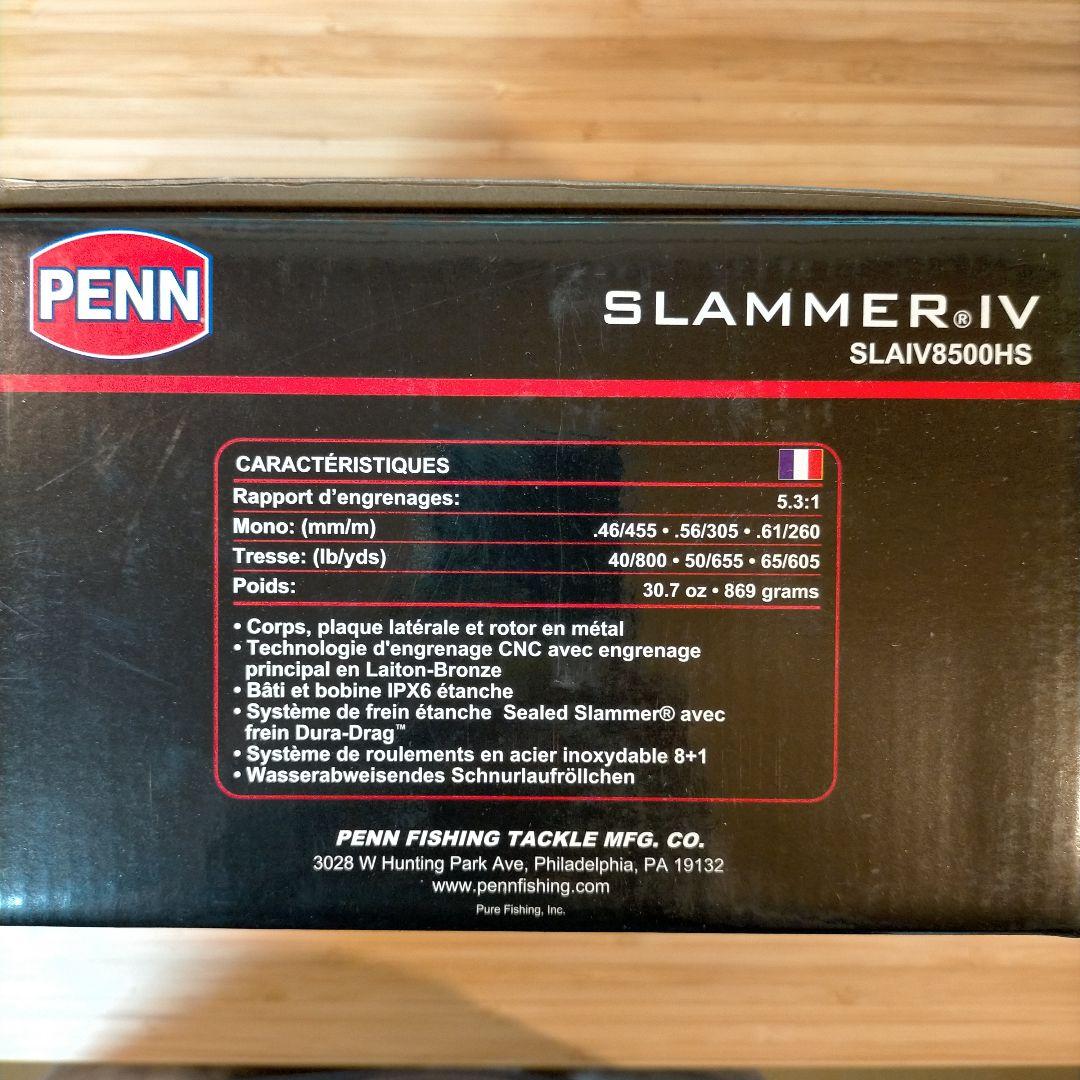 PENN
SLAMMER®IV
SLAIV8500HS
CARACTÉRISTIQUES
Rapport d'engrenages: 5.3:1
Mono: (mm/m) .46/455 • .56/305 • .61/260
Tresse: (lb/yds) 40/800 • 50/655 • 65/605
Poids: 30.7 oz • 869 grams
• Corps, plaque latérale et rotor en métal
• Technologie d'engrenage CNC avec engrenage
principal en Laiton-Bronze
• Bâti et bobine IPX6 étanche
• Système de frein étanche Sealed Slammer® avec
frein Dura-Drag™
• Système de roulements en acier inoxydable 8+1
• Wasserabweisendes Schnurlaufröllchen
PENN FISHING TACKLE MFG. CO.
3028 W Hunting Park Ave, Philadelphia, PA 19132
www.pennfishing.com
Pure Fishing, Inc.